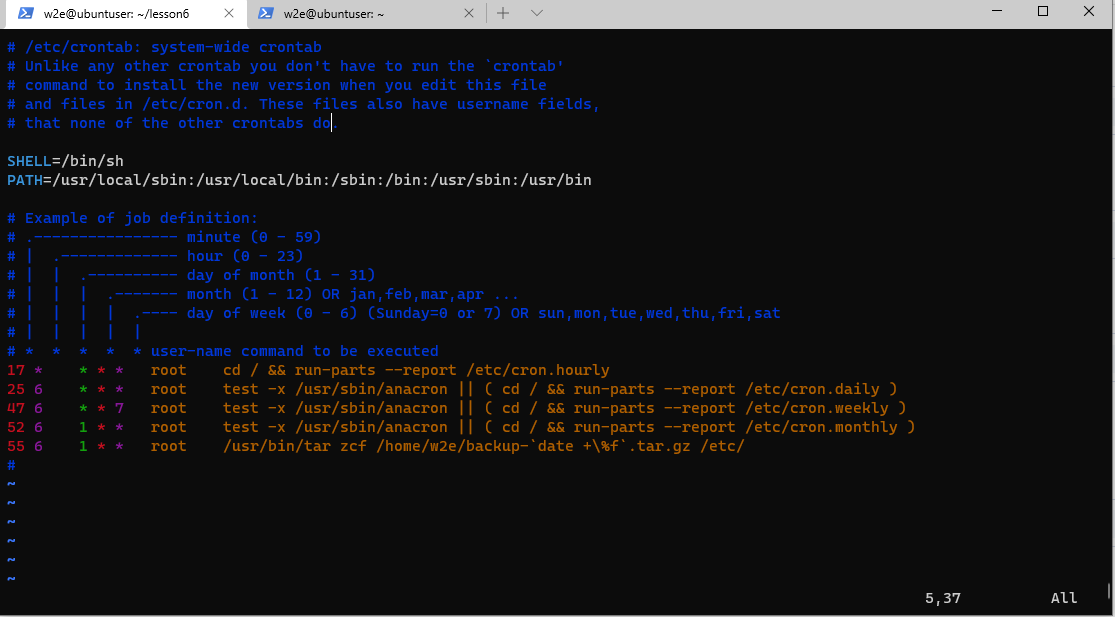 w2e@ubuntuser: ~/lesson6
w2e@ubuntuser: ~
# /etc/crontab: system-wide crontab
# Unlike any other crontab you don't have to run the `crontab'
# command to install the new version when you edit this file
# and files in /etc/cron.d. These files also have username fields,
# that none of the other crontabs do.
SHELL=/bin/sh
PATH=/usr/local/sbin:/usr/local/bin:/sbin:/bin:/usr/sbin:/usr/bin
# Example of job definition:
# .---------------- minute (0 - 59)
# |  .------------- hour (0 - 23)
# |  |  .---------- day of month (1 - 31)
# |  |  |  .------- month (1 - 12) OR jan,feb,mar,apr ...
# |  |  |  |  .---- day of week (0 - 6) (Sunday=0 or 7) OR sun,mon,tue,wed,thu,fri,sat
# |  |  |  |  |
# *  *  *  *  * user-name command to be executed
17 *    * * *   root    cd / && run-parts --report /etc/cron.hourly
25 6    * * *   root    test -x /usr/sbin/anacron || ( cd / && run-parts --report /etc/cron.daily )
47 6    * * 7   root    test -x /usr/sbin/anacron || ( cd / && run-parts --report /etc/cron.weekly )
52 6    1 * *   root    test -x /usr/sbin/anacron || ( cd / && run-parts --report /etc/cron.monthly )
55 6    1 * *   root    /usr/bin/tar zcf /home/w2e/backup-`date +\%f`.tar.gz /etc/
#
~
~
~
~
~
~
5,37 All